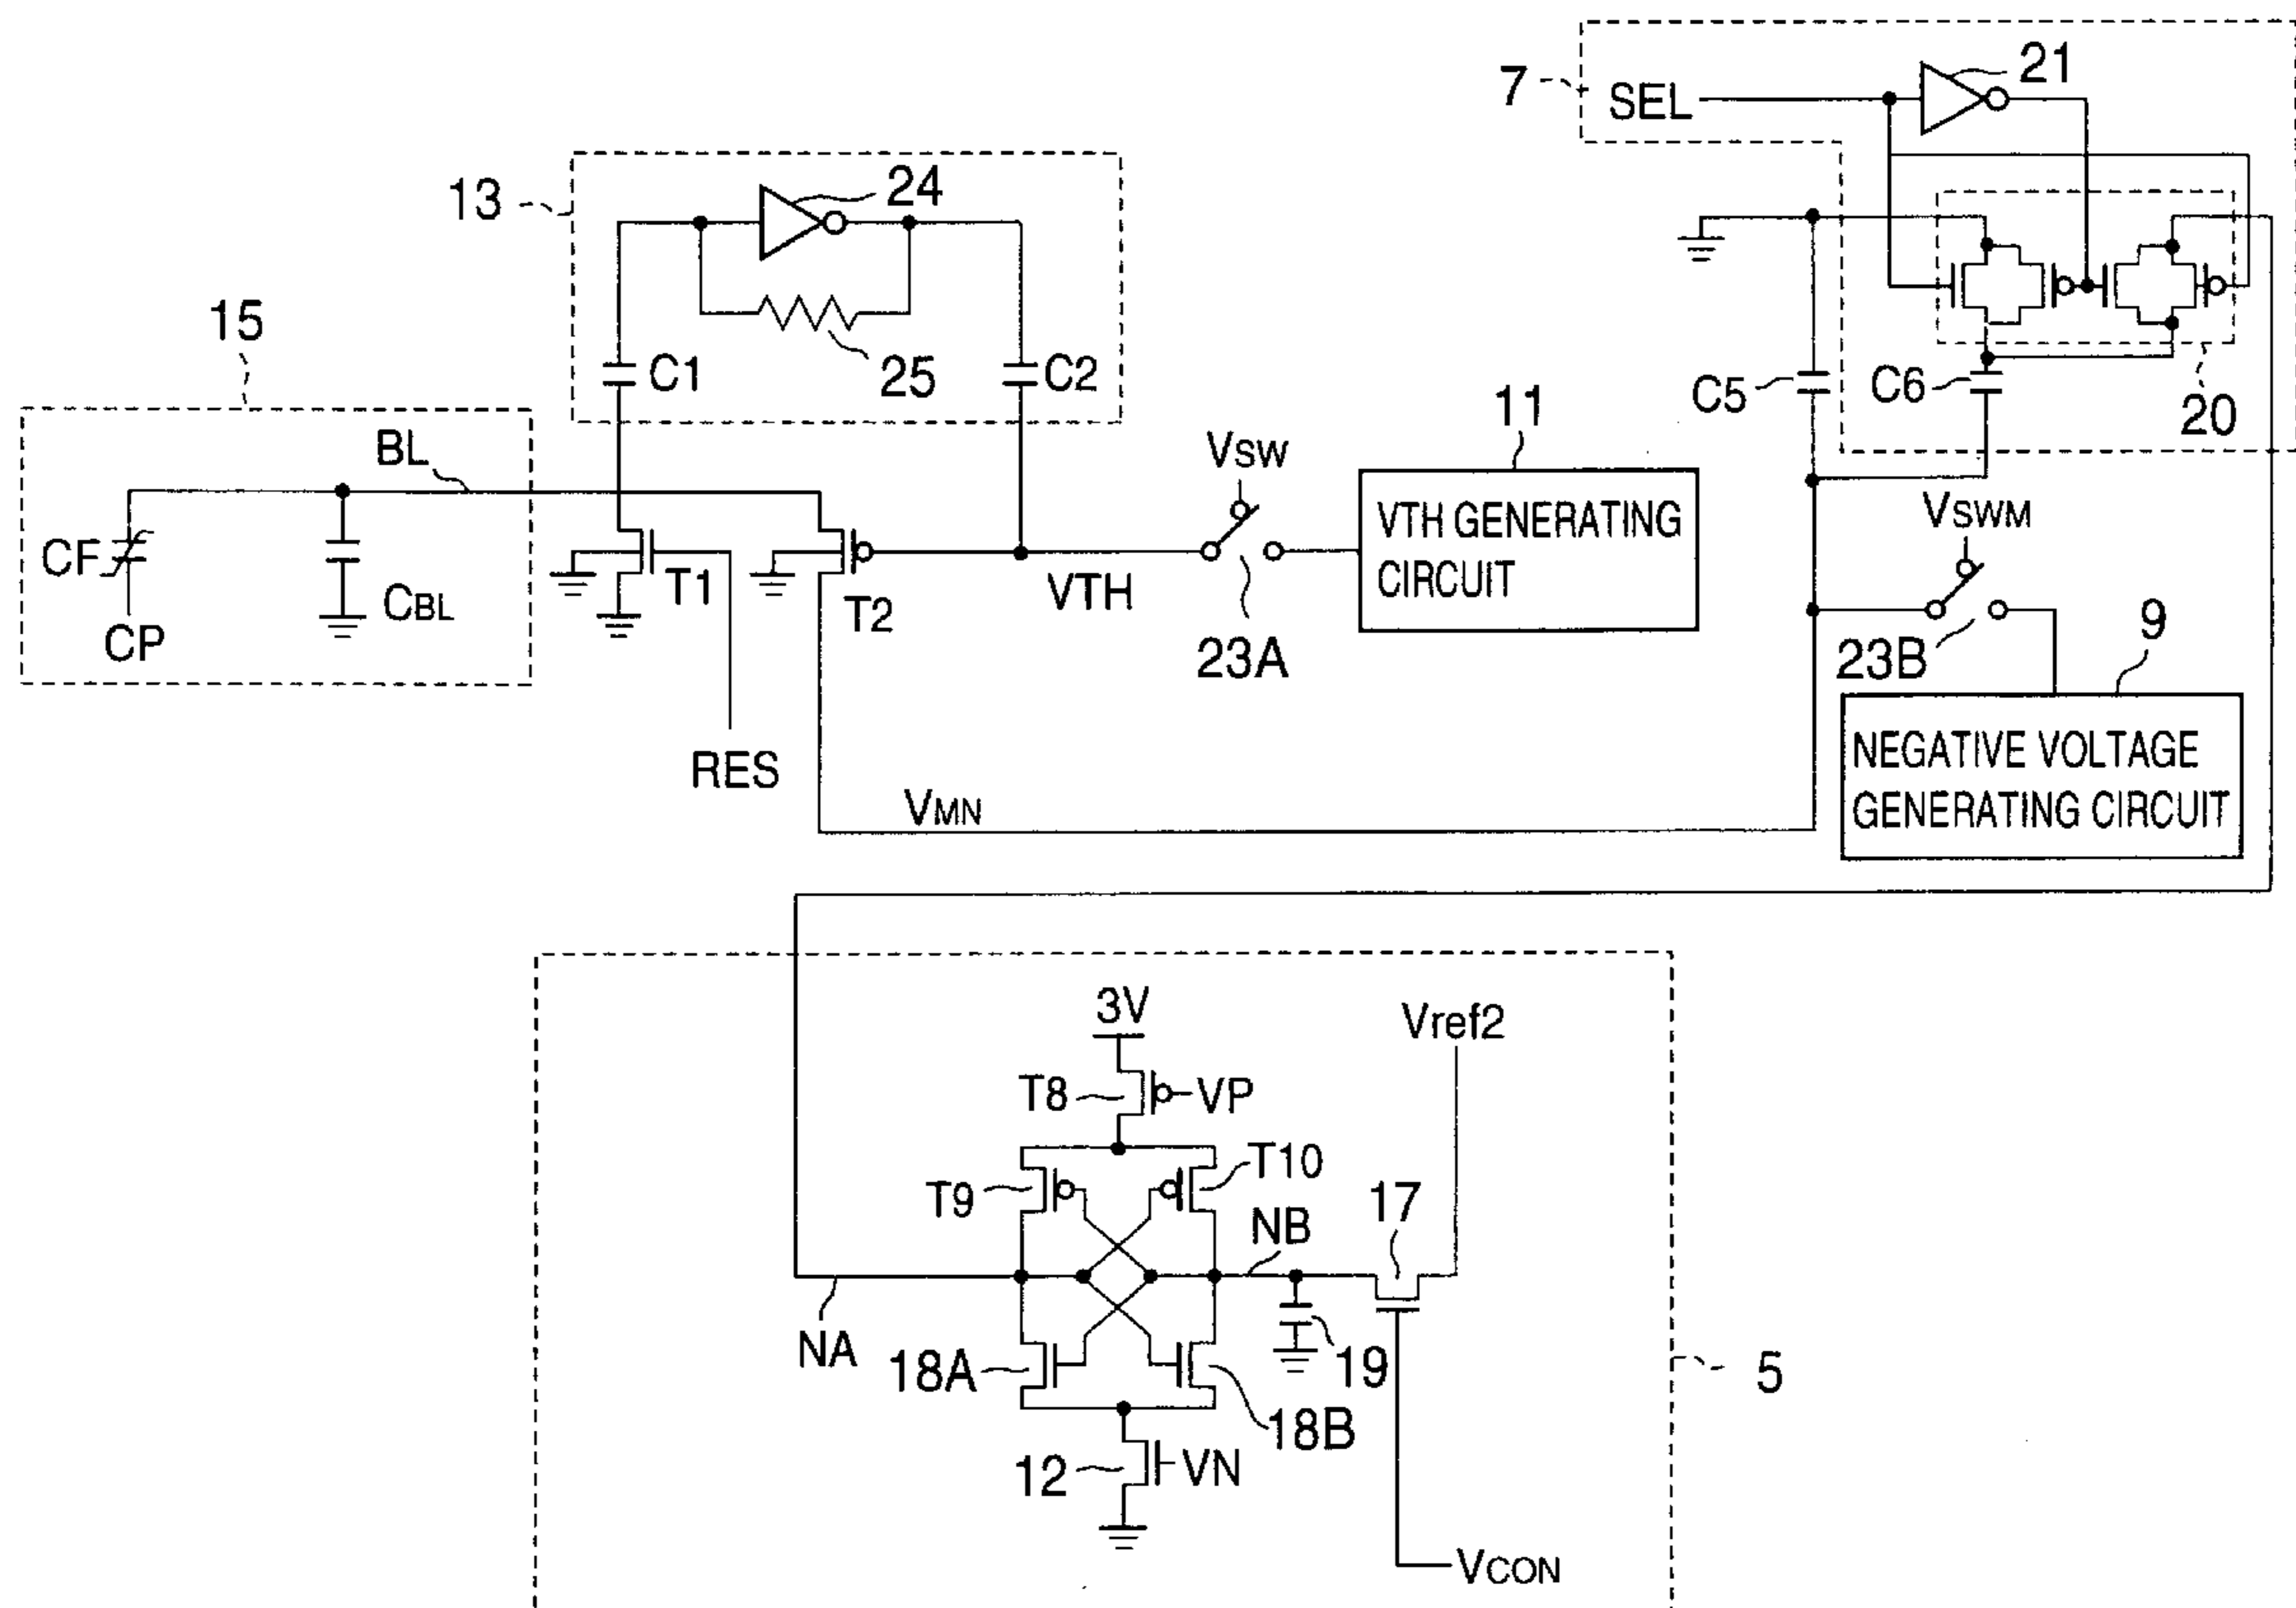 7
SEL
21
13
24
25
C1
C2
15
BL
CF
CP
CBL
T1
RES
T2
VTH
VSW
23A
11
VTH GENERATING
CIRCUIT
C5
C6
20
VSWM
23B
9
NEGATIVE VOLTAGE
GENERATING CIRCUIT
VMN
3V
Vref2
T8
VP
T9
T10
17
NB
NA
18A
18B
19
5
12
VN
VCON